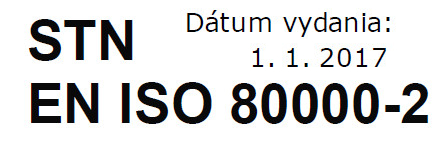 STN
Dátum vydania:
1. 1. 2017
EN ISO 80000-2